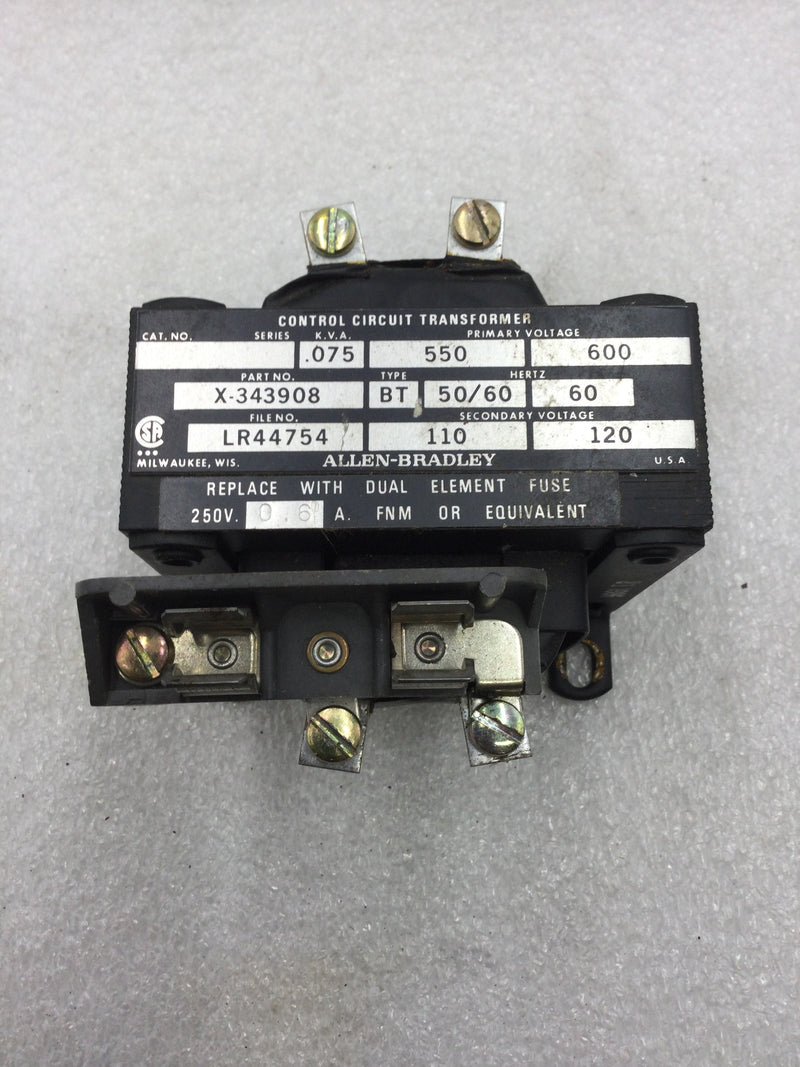 CONTROL CIRCUIT TRANSFORMER
CAT. NO. SERIES K.V.A. PRIMARY VOLTAGE
.075 550 600
PART NO. TYPE HERTZ
X-343908 BT 50/60 60
FILE NO. SECONDARY VOLTAGE
LR44754 110 120
MILWAUKEE, WIS. ALLEN-BRADLEY U.S.A.
REPLACE WITH DUAL ELEMENT FUSE
250V. 0.6 A. FNM OR EQUIVALENT